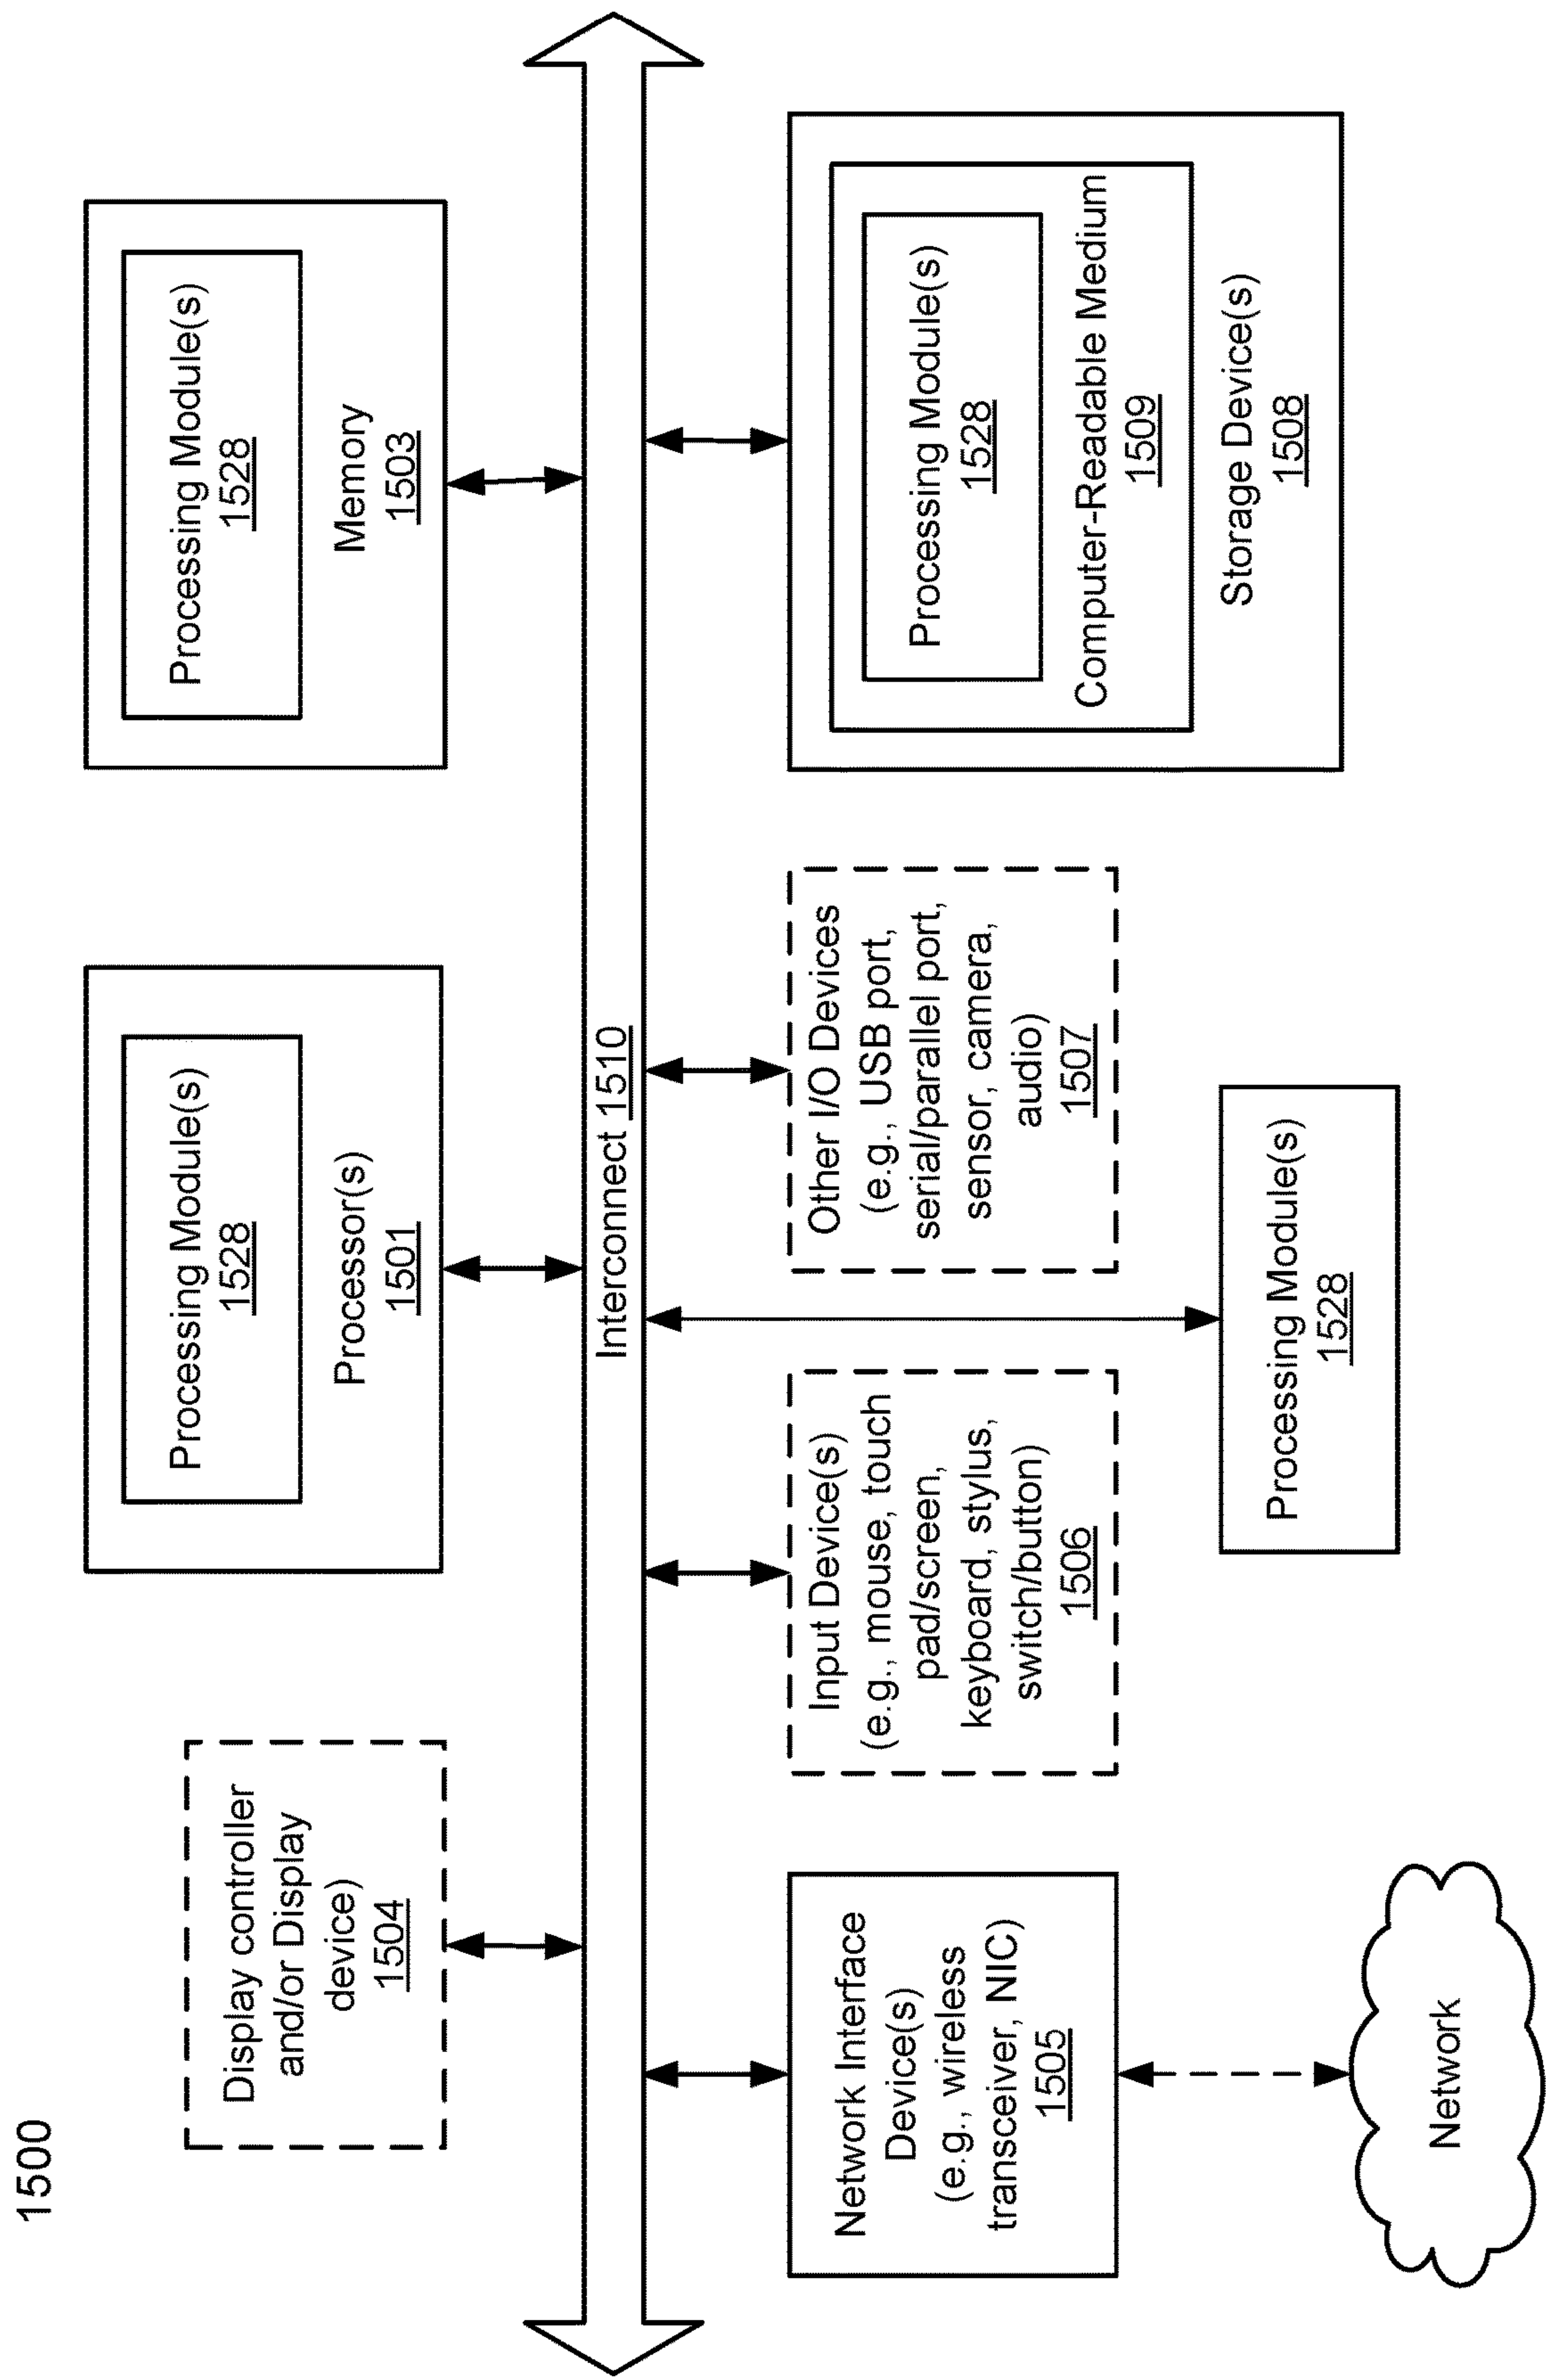 1500
Display controller
and/or Display
device)
1504
Processing Module(s)
1528
Processor(s)
1501
Processing Module(s)
1528
Memory
1503
Interconnect 1510
Network Interface
Device(s)
(e.g., wireless
transceiver, NIC)
1505
Input Device(s)
(e.g., mouse, touch
pad/screen,
keyboard, stylus,
switch/button)
1506
Other I/O Devices
(e.g., USB port,
serial/parallel port,
sensor, camera,
audio)
1507
Processing Module(s)
1528
Computer-Readable Medium
1509
Storage Device(s)
1508
Processing Module(s)
1528
Network